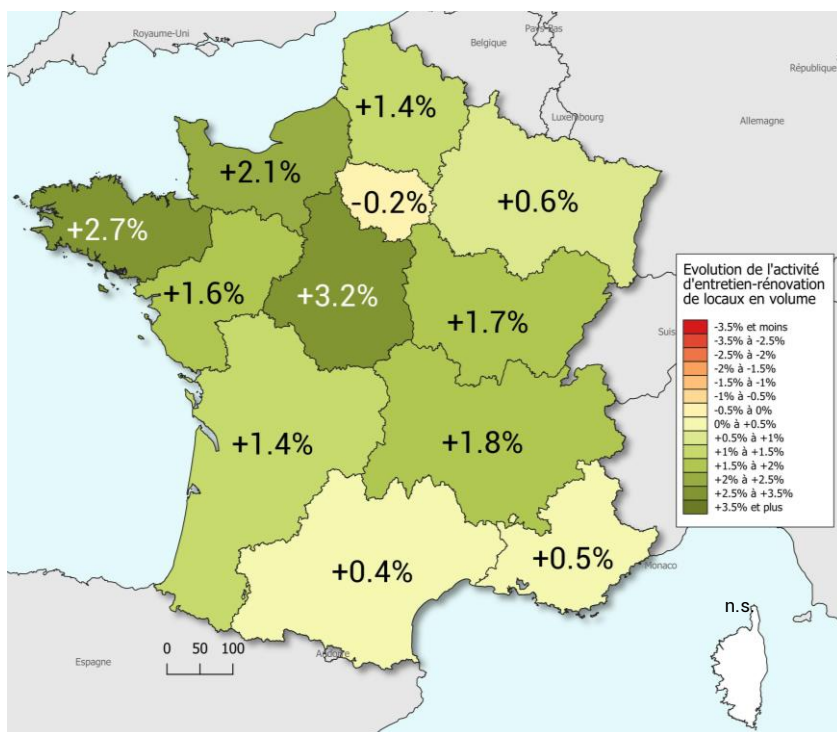 Royaume-Uni
Pays-Bas
Belgique
République
Luxembourg
Allemagne
+1.4%
+2.1%
-0.2%
+0.6%
+2.7%
+1.6%
+3.2%
+1.7%
Suis
Evolution de l'activité
d'entretien-rénovation
de locaux en volume
-3.5% et moins
-3.5% à -2.5%
-2.5% à -2%
-2% à -1.5%
-1.5% à -1%
-1% à -0.5%
-0.5% à 0%
0% à +0.5%
+0.5% à +1%
+1% à +1.5%
+1.5% à +2%
+2% à +2.5%
+2.5% à +3.5%
+3.5% et plus
+1.4%
+1.8%
+0.4%
+0.5%
Monaco
n.s.
0 50 100
Andorre
Espagne